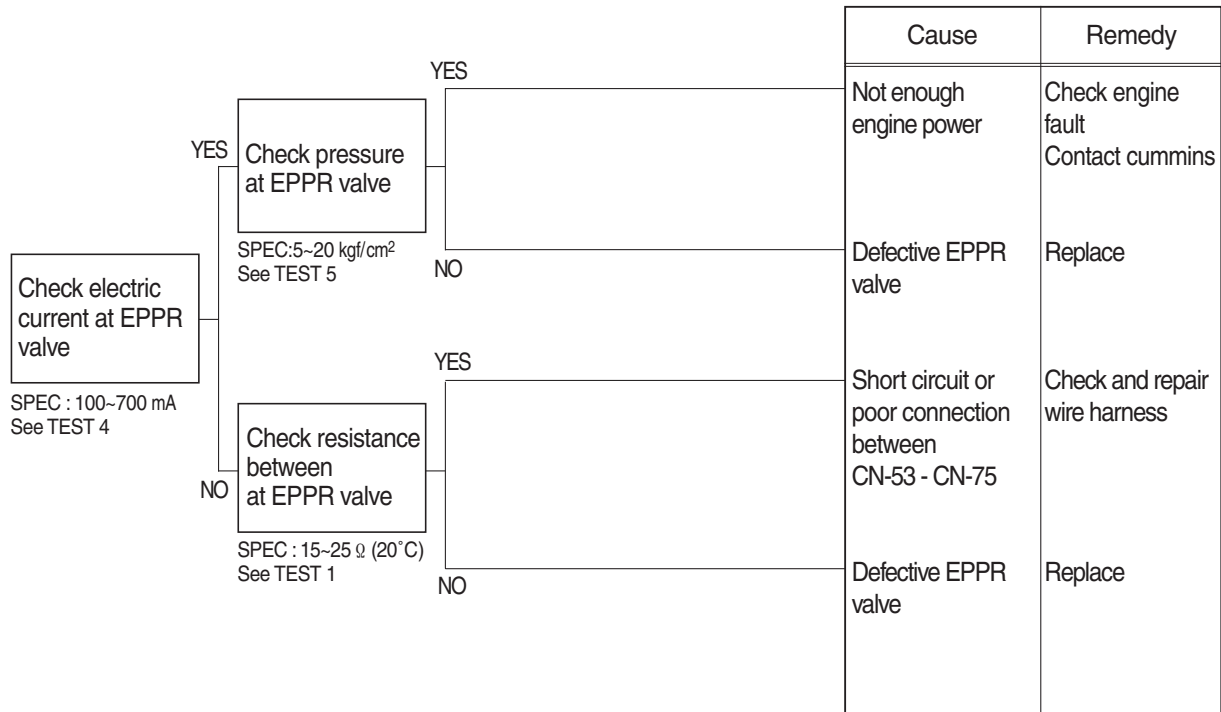 Cause
Remedy
YES
Not enough
engine power
Check engine
fault
Contact cummins
YES
Check pressure
at EPPR valve
SPEC:5~20 kgf/cm²
See TEST 5
NO
Defective EPPR
valve
Replace
Check electric
current at EPPR
valve
SPEC : 100~700 mA
See TEST 4
YES
Short circuit or
poor connection
between
CN-53 - CN-75
Check and repair
wire harness
NO
Check resistance
between
at EPPR valve
SPEC : 15~25 Ω (20˚C)
See TEST 1
NO
Defective EPPR
valve
Replace